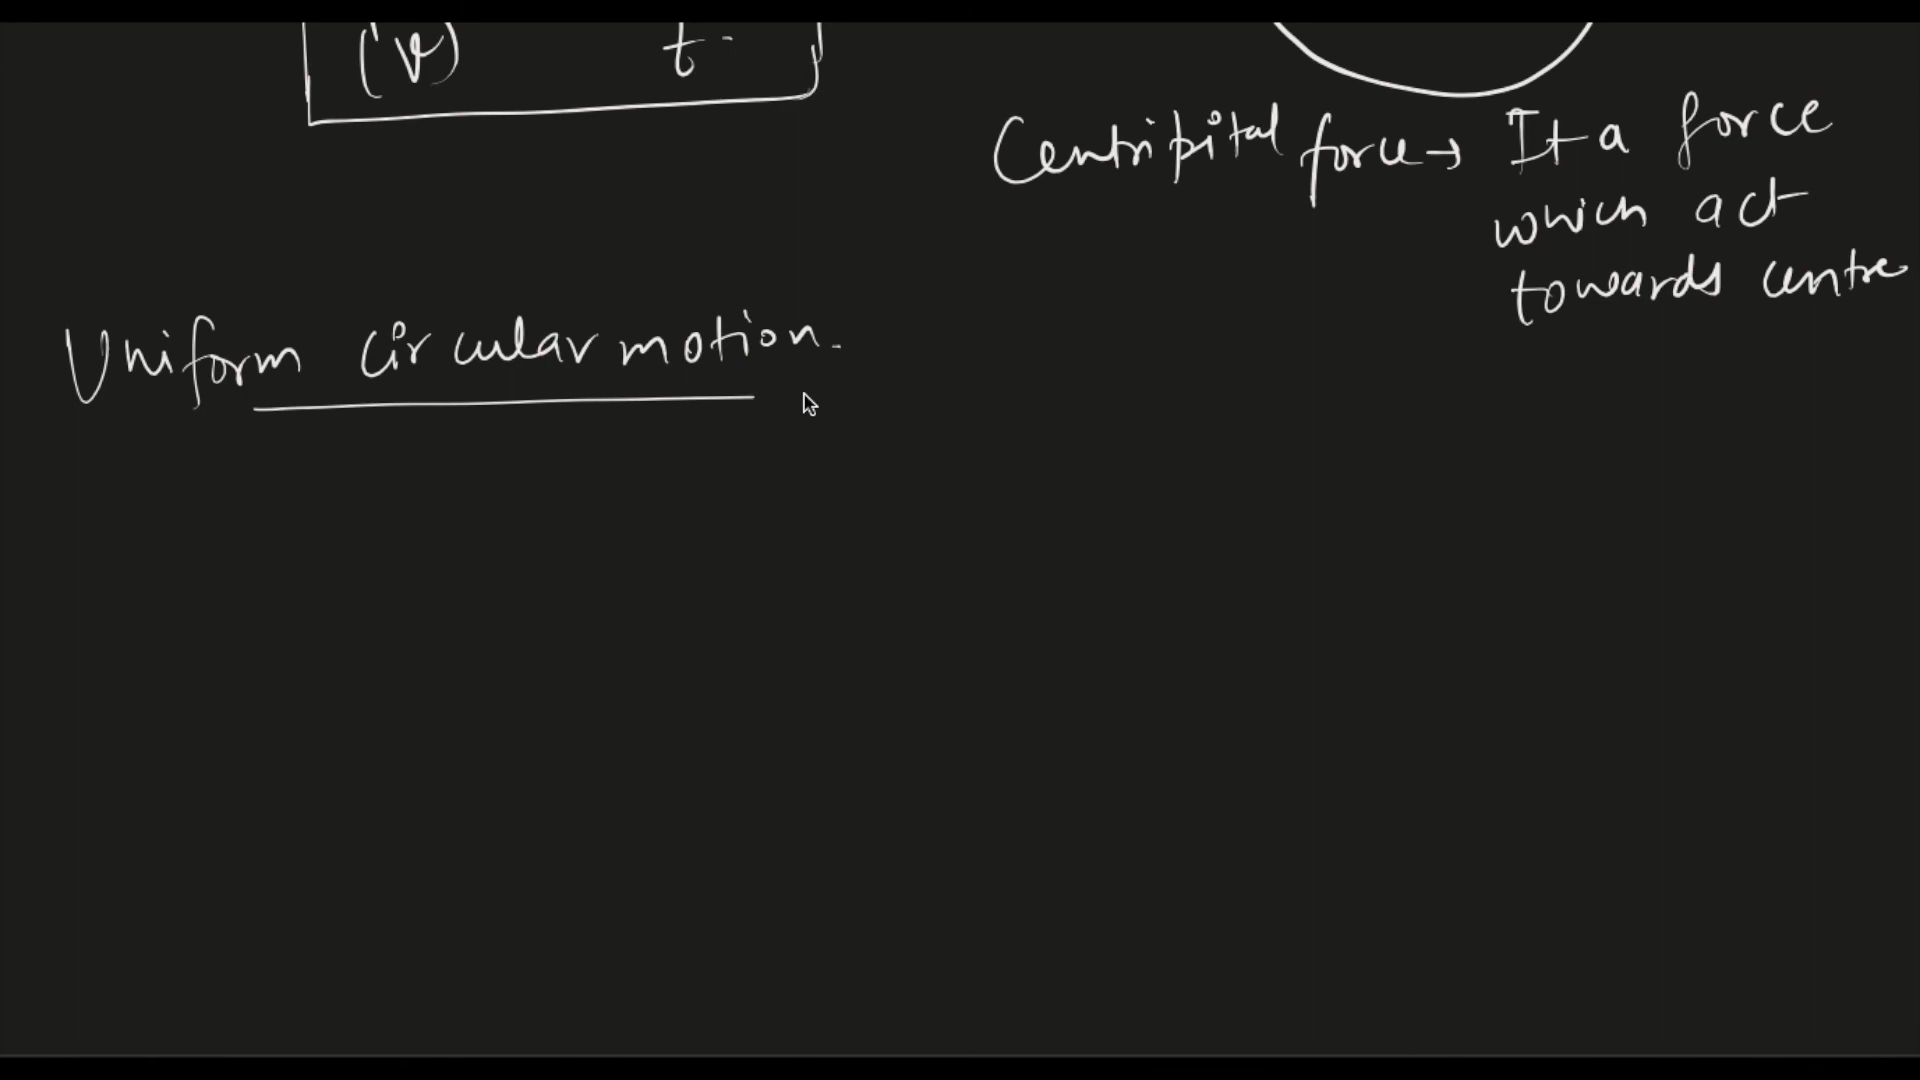 (v) t
Centripital force → It a force
which act
towards centre
Uniform circular motion.